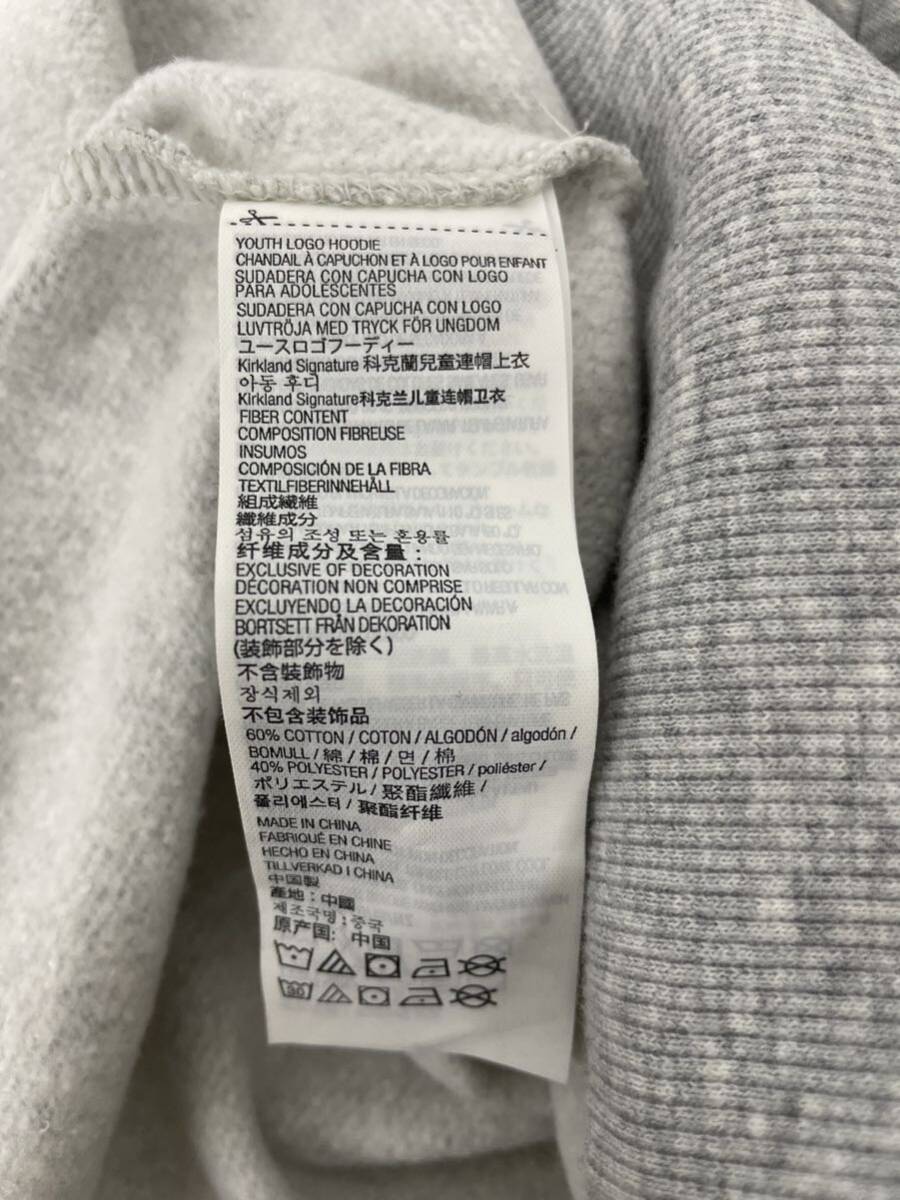 YOUTH LOGO HOODIE
CHANDAIL À CAPUCHON ET À LOGO POUR ENFANT
SUDADERA CON CAPUCHA CON LOGO
PARA ADOLESCENTES
SUDADERA CON CAPUCHA CON LOGO
LUVTRÖJA MED TRYCK FÖR UNGDOM
ユースロゴフーディー
Kirkland Signature 科克蘭兒童連帽上衣
아동 후디
Kirkland Signature科克兰儿童连帽卫衣
FIBER CONTENT
COMPOSITION FIBREUSE
INSUMOS
COMPOSICIÓN DE LA FIBRA
TEXTILFIBERINNEHÅLL
組成繊維
纖維成分
섬유의 조성 또는 혼용률
纤维成分及含量：
EXCLUSIVE OF DECORATION
DÉCORATION NON COMPRISE
EXCLUYENDO LA DECORACIÓN
BORTSETT FRÅN DEKORATION
(装飾部分を除く)
不含裝飾物
장식제외
不包含装饰品
60% COTTON / COTON / ALGODÓN / algodón /
BOMULL / 綿 / 棉 / 면 / 棉
40% POLYESTER / POLYESTER / poliéster /
ポリエステル / 聚酯纖維 /
폴리에스터 / 聚酯纤维
MADE IN CHINA
FABRIQUÉ EN CHINE
HECHO EN CHINA
TILLVERKAD I CHINA
中国製
產地：中國
제조국명：중국
原产国：中国
30